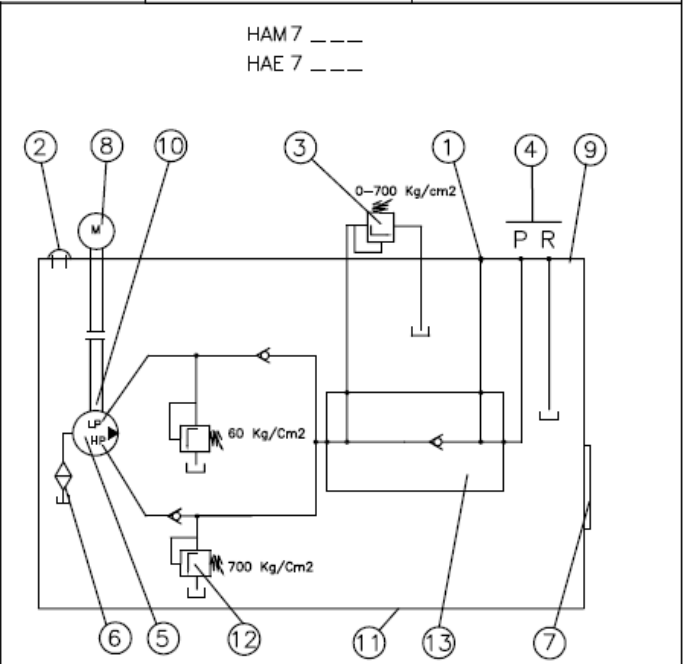 HAM 7 _ _ _
HAE 7 _ _ _
2 8 10 3 1 4 9
0-700 Kg/cm2
P R
M
LP
HP
60 Kg/Cm2
700 Kg/Cm2
6 5 12 11 13 7